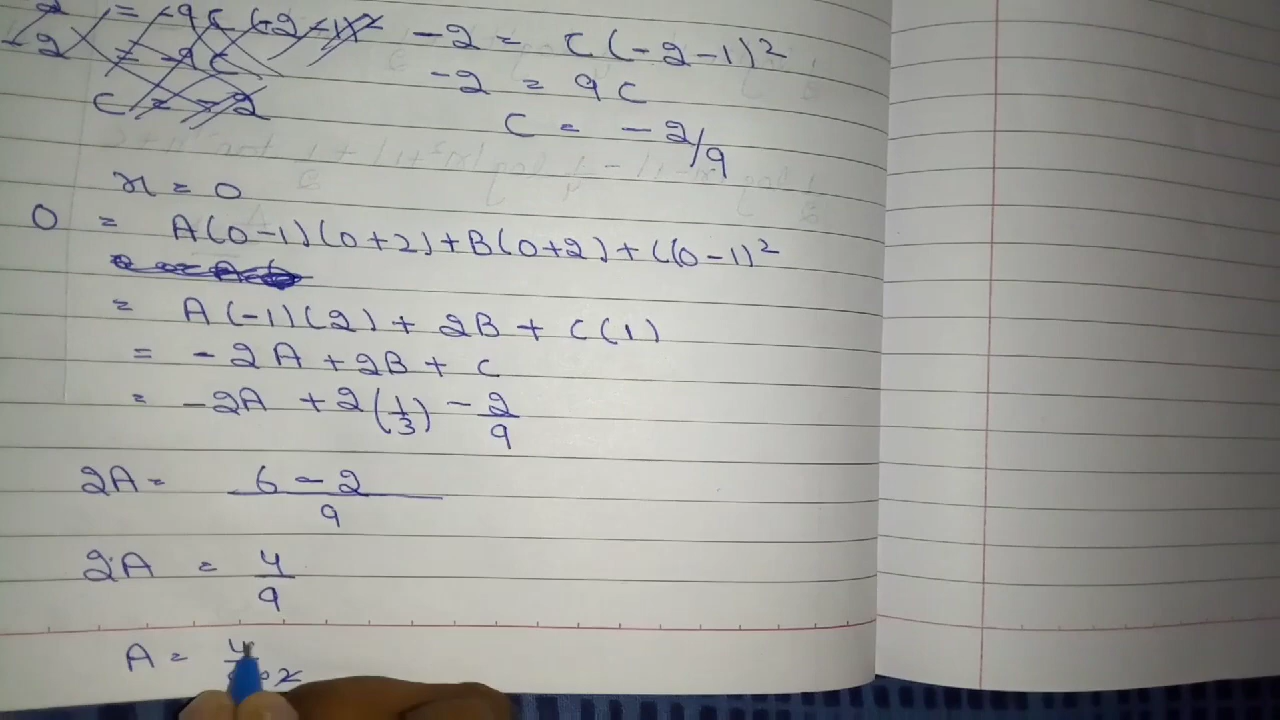 -2 = C(-2-1)²
-2 = 9C
C = -2/9
x = 0
0 = A(0-1)(0+2)+B(0+2)+C(0-1)²
= A(-1)(2) + 2B + C(1)
= -2A + 2B + C
= -2A + 2(1/3) - 2/9
2A = 6-2/9
2A = 4/9
A = 4